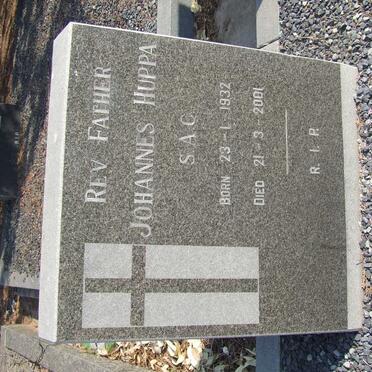 REV FATHER
JOHANNES HUPPA
S.A.C.
BORN 23-1-1932
DIED 21-3-2001
R.I.P.